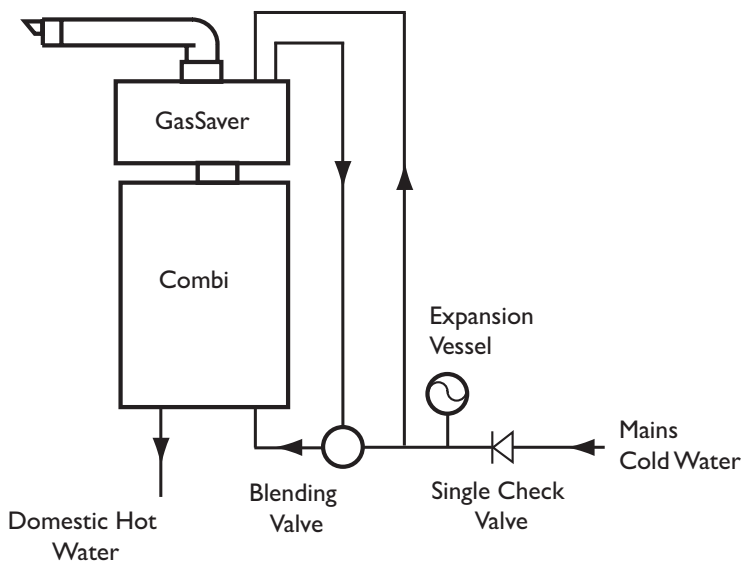 GasSaver
Combi
Expansion
Vessel
Mains
Cold Water
Blending
Valve
Single Check
Valve
Domestic Hot
Water